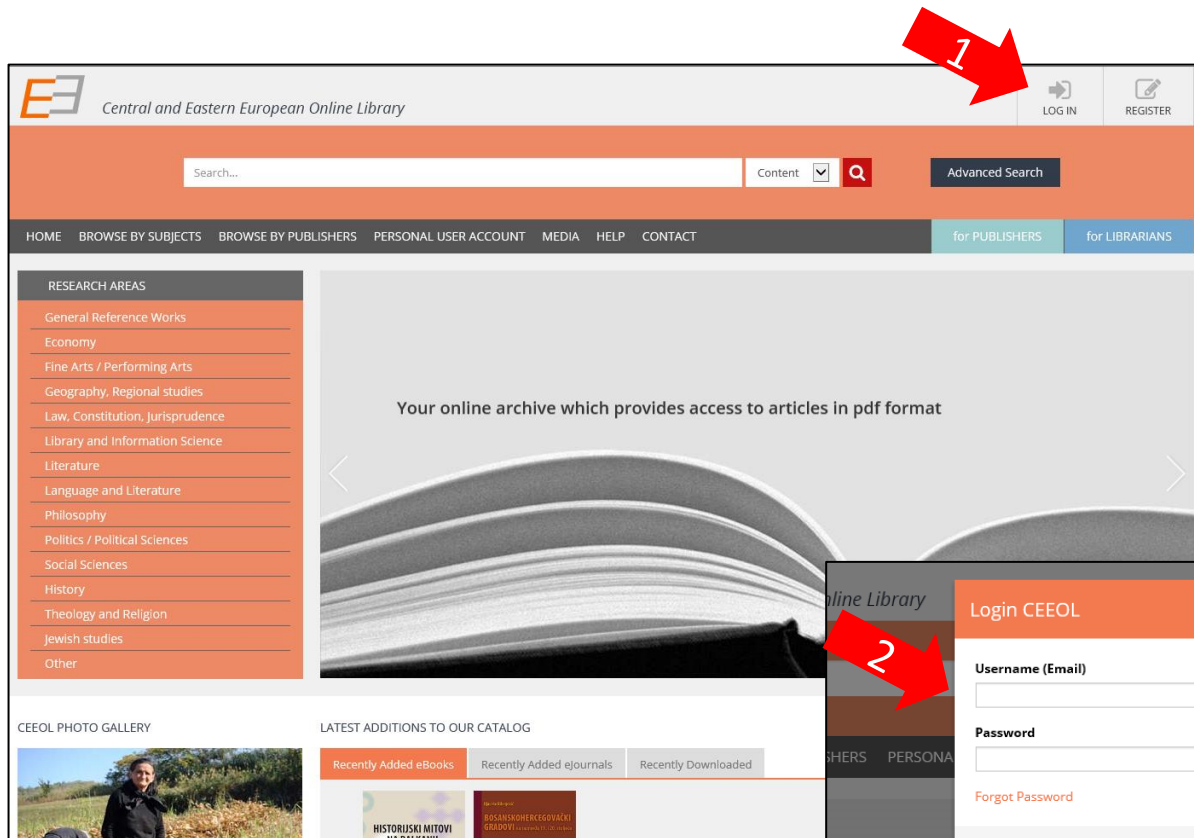 1
Central and Eastern European Online Library
LOG IN
REGISTER
Search...
Content
Advanced Search
HOME BROWSE BY SUBJECTS BROWSE BY PUBLISHERS PERSONAL USER ACCOUNT MEDIA HELP CONTACT
for PUBLISHERS
for LIBRARIANS
RESEARCH AREAS
General Reference Works
Economy
Fine Arts / Performing Arts
Geography, Regional studies
Law, Constitution, Jurisprudence
Library and Information Science
Literature
Language and Literature
Philosophy
Politics / Political Sciences
Social Sciences
History
Theology and Religion
Jewish studies
Other
Your online archive which provides access to articles in pdf format
Library
Login CEEOL
2
Username (Email)
Password
Forgot Password
SHERS PERSONA
CEEOL PHOTO GALLERY
LATEST ADDITIONS TO OUR CATALOG
Recently Added eBooks
Recently Added eJournals
Recently Downloaded
HISTORIJSKI MITOVI
NA BALKANU
BOSANSKOHERCEGOVAČKI
GRADOVI